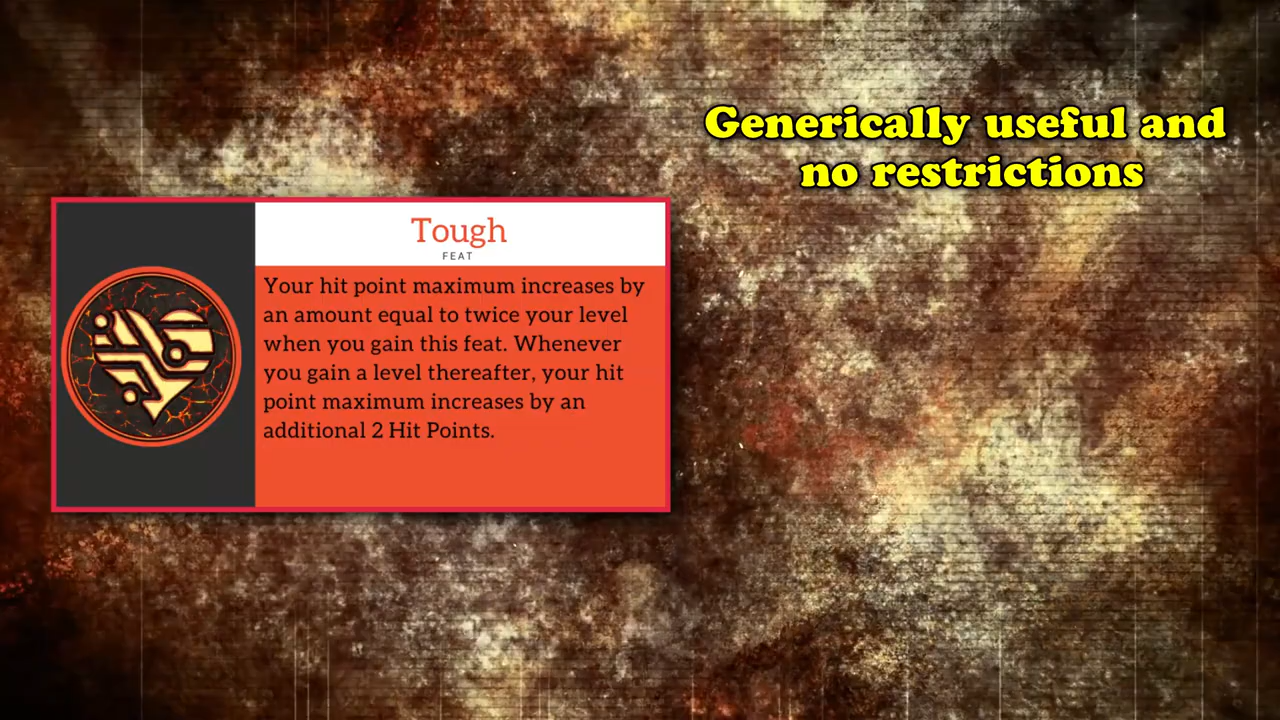 Generically useful and
no restrictions
Tough
FEAT
Your hit point maximum increases by
an amount equal to twice your level
when you gain this feat. Whenever
you gain a level thereafter, your hit
point maximum increases by an
additional 2 Hit Points.